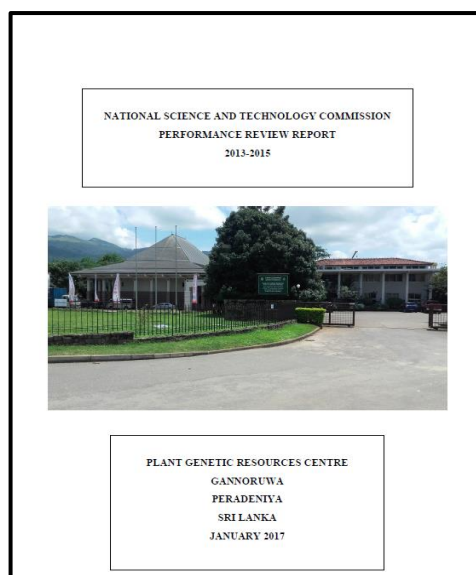 NATIONAL SCIENCE AND TECHNOLOGY COMMISSION
PERFORMANCE REVIEW REPORT
2013-2015
PLANT GENETIC RESOURCES CENTRE
GANNORUWA
PERADENIYA
SRI LANKA
JANUARY 2017